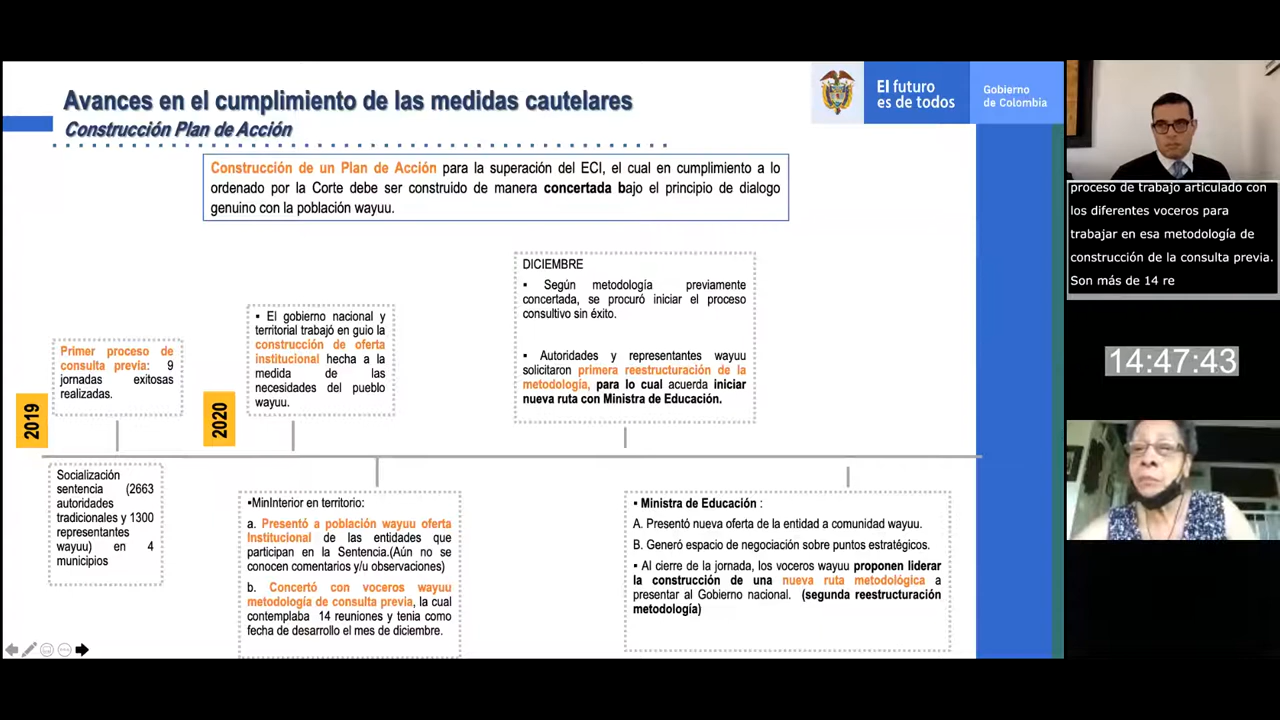 Avances en el cumplimiento de las medidas cautelares
Construcción Plan de Acción
El futuro
es de todos
Gobierno
de Colombia
Construcción de un Plan de Acción para la superación del ECI, el cual en cumplimiento a lo
ordenado por la Corte debe ser construido de manera concertada bajo el principio de dialogo
genuino con la población wayuu.
2019
Primer proceso de
consulta previa: 9
jornadas exitosas
realizadas.
Socialización
sentencia (2663
autoridades
tradicionales y 1300
representantes
wayuu) en 4
municipios
2020
▪ El gobierno nacional y
territorial trabajó en guio la
construcción de oferta
institucional hecha a la
medida de las
necesidades del pueblo
wayuu.
▪MinInterior en territorio:
a. Presentó a población wayuu oferta
Institucional de las entidades que
participan en la Sentencia.(Aún no se
conocen comentarios y/u observaciones)
b. Concertó con voceros wayuu
metodología de consulta previa, la cual
contemplaba 14 reuniones y tenia como
fecha de desarrollo el mes de diciembre.
DICIEMBRE
▪ Según metodología previamente
concertada, se procuró iniciar el proceso
consultivo sin éxito.
▪ Autoridades y representantes wayuu
solicitaron primera reestructuración de la
metodología, para lo cual acuerda iniciar
nueva ruta con Ministra de Educación.
▪ Ministra de Educación :
A. Presentó nueva oferta de la entidad a comunidad wayuu.
B. Generó espacio de negociación sobre puntos estratégicos.
▪ Al cierre de la jornada, los voceros wayuu proponen liderar
la construcción de una nueva ruta metodológica a
presentar al Gobierno nacional. (segunda reestructuración
metodología)
proceso de trabajo articulado con
los diferentes voceros para
trabajar en esa metodología de
construcción de la consulta previa.
Son más de 14 re
14:47:43